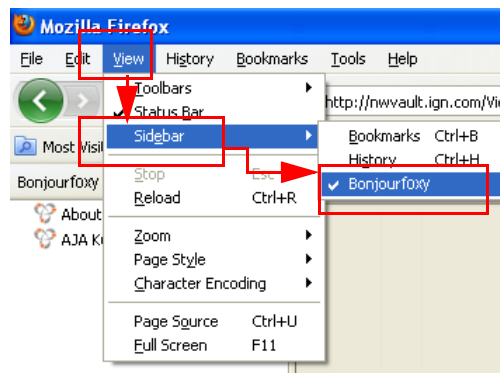 Mozilla Firefox
File Edit View History Bookmarks Tools Help
Toolbars
http://nwvault.ign.com/Vi
Status Bar
Most Visi
Sidebar
Bookmarks Ctrl+B
History Ctrl+H
Bonjourfoxy
Bonjourfoxy
Stop Esc
Reload Ctrl+R
About
AJA K
Zoom
Page Style
Character Encoding
Page Source Ctrl+U
Full Screen F11